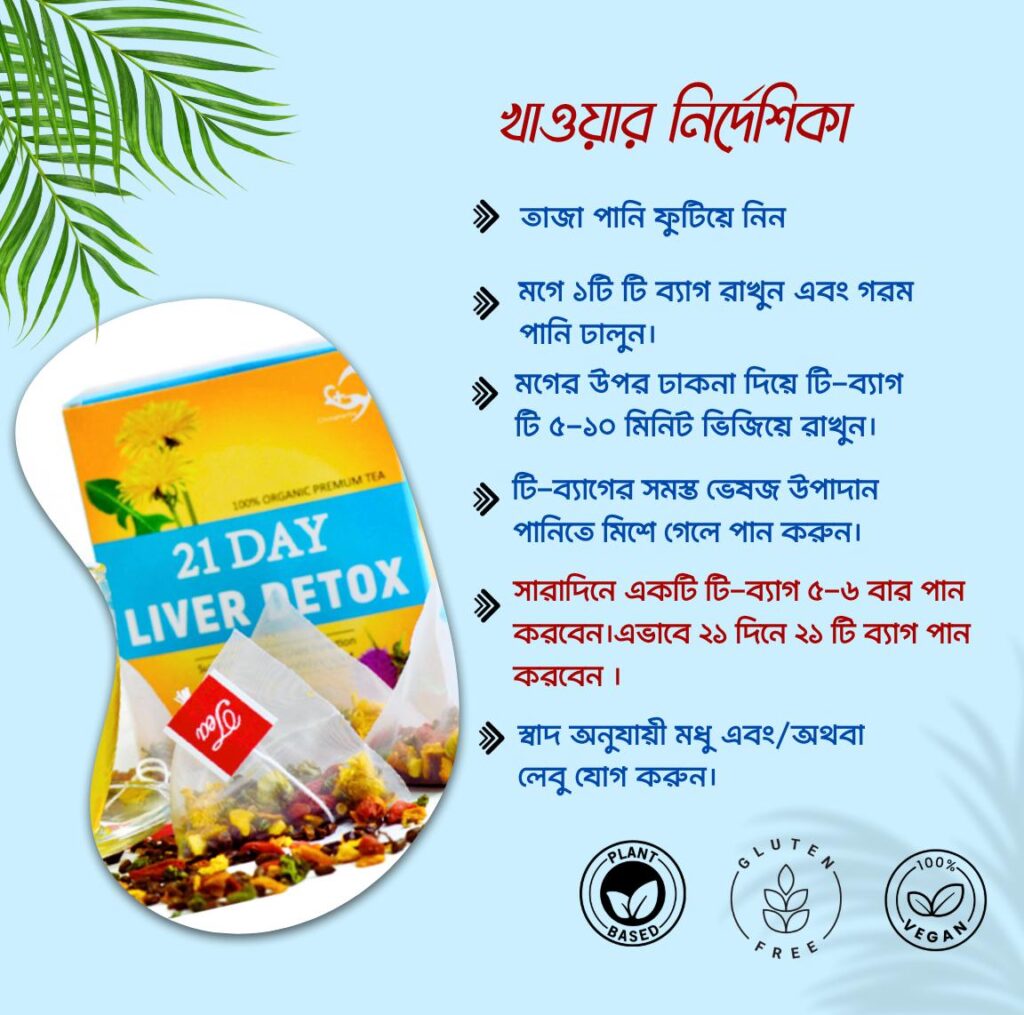 খাওয়ার নির্দেশিকা
তাজা পানি ফুটিয়ে নিন
মগে ১টি টি ব্যাগ রাখুন এবং গরম
পানি ঢালুন।
মগের উপর ঢাকনা দিয়ে টি-ব্যাগ
টি ৫-১০ মিনিট ভিজিয়ে রাখুন।
টি-ব্যাগের সমস্ত ভেষজ উপাদান
পানিতে মিশে গেলে পান করুন।
সারাদিনে একটি টি-ব্যাগ ৫-৬ বার পান
করবেন।এভাবে ২১ দিনে ২১ টি ব্যাগ পান
করবেন ।
স্বাদ অনুযায়ী মধু এবং/অথবা
লেবু যোগ করুন।
100% ORGANIC PREMUM TEA
21 DAY
LIVER DETOX
Tea
PLANT
BASED
GLUTEN
FREE
100%
VEGAN